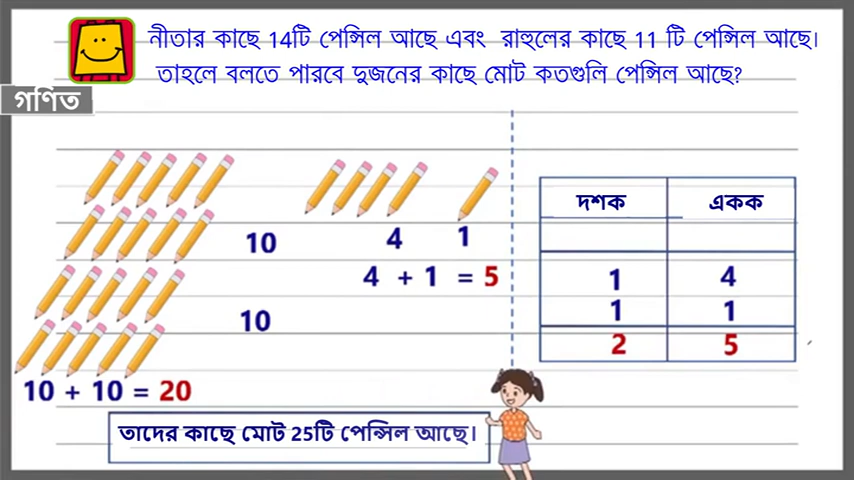 নীতার কাছে 14টি পেন্সিল আছে এবং রাহুলের কাছে 11 টি পেন্সিল আছে।
তাহলে বলতে পারবে দুজনের কাছে মোট কতগুলি পেন্সিল আছে?
গণিত
10
4 1
4 + 1 = 5
10
10 + 10 = 20
দশক একক
1 4
1 1
2 5
তাদের কাছে মোট 25টি পেন্সিল আছে।